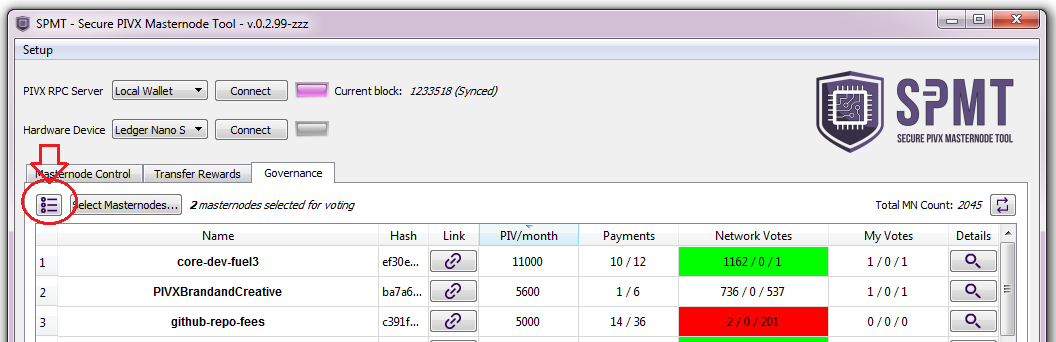 SPMT - Secure PIVX Masternode Tool - v.0.2.99-zzz
Setup
PIVX RPC Server Local Wallet Connect Current block: 1233518 (Synced)
SPMT
SECURE PIVX MASTERNODE TOOL
Hardware Device Ledger Nano S Connect
Masternode Control Transfer Rewards Governance
Select Masternodes... 2 masternodes selected for voting Total MN Count: 2045
Name Hash Link PIV/month Payments Network Votes My Votes Details
1 core-dev-fuel3 ef30e... 11000 10 / 12 1162 / 0 / 1 1 / 0 / 1
2 PIVXBrandandCreative ba7a6... 5600 1 / 6 736 / 0 / 537 1 / 0 / 1
3 github-repo-fees c391f... 5000 14 / 36 2 / 0 / 201 0 / 0 / 0